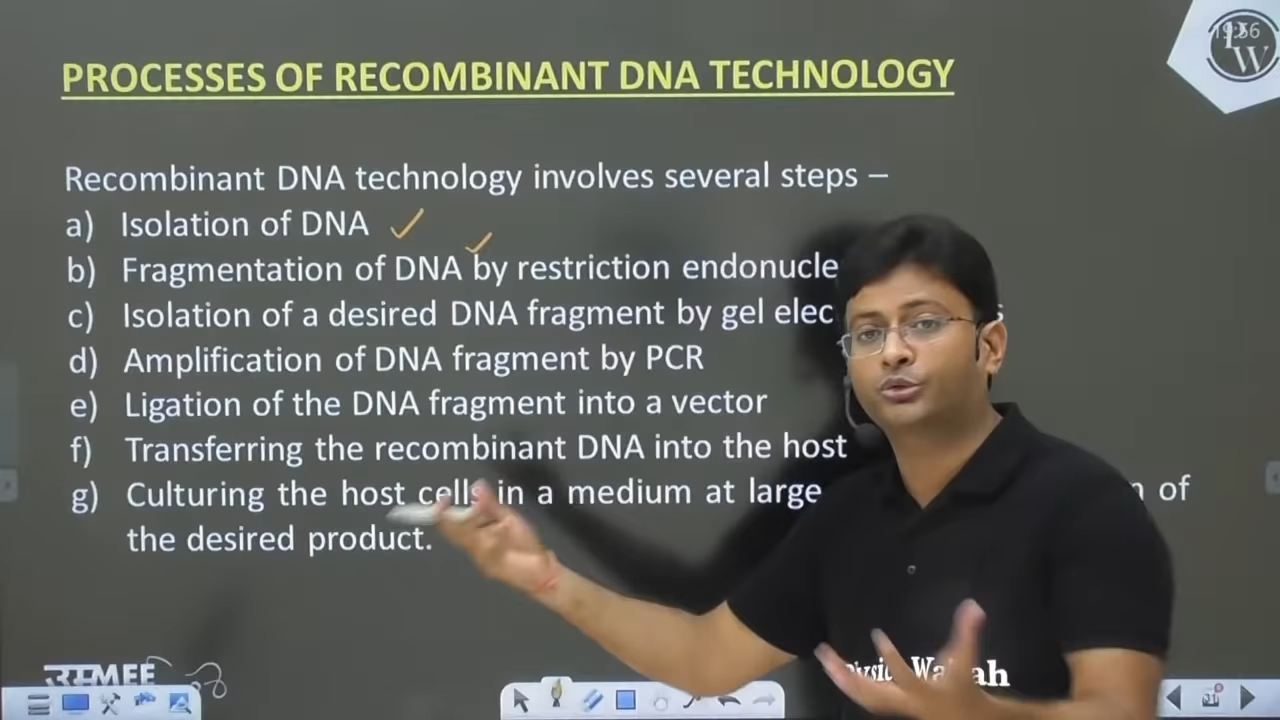 19:56
PW
PROCESSES OF RECOMBINANT DNA TECHNOLOGY
Recombinant DNA technology involves several steps –
a) Isolation of DNA
b) Fragmentation of DNA by restriction endonucle
c) Isolation of a desired DNA fragment by gel elec s
d) Amplification of DNA fragment by PCR
e) Ligation of the DNA fragment into a vector
f) Transferring the recombinant DNA into the host
g) Culturing the host cells in a medium at large n of
the desired product.